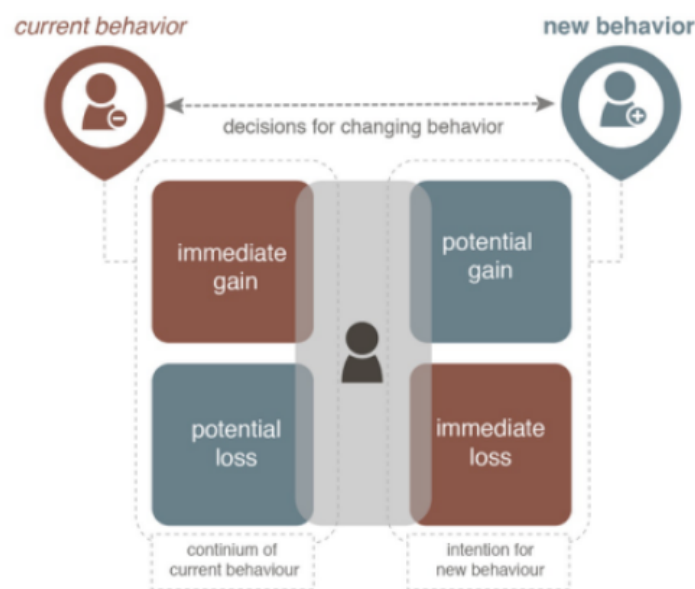 current behavior
new behavior
decisions for changing behavior
immediate
gain
potential
gain
potential
loss
immediate
loss
continium of
current behaviour
intention for
new behaviour